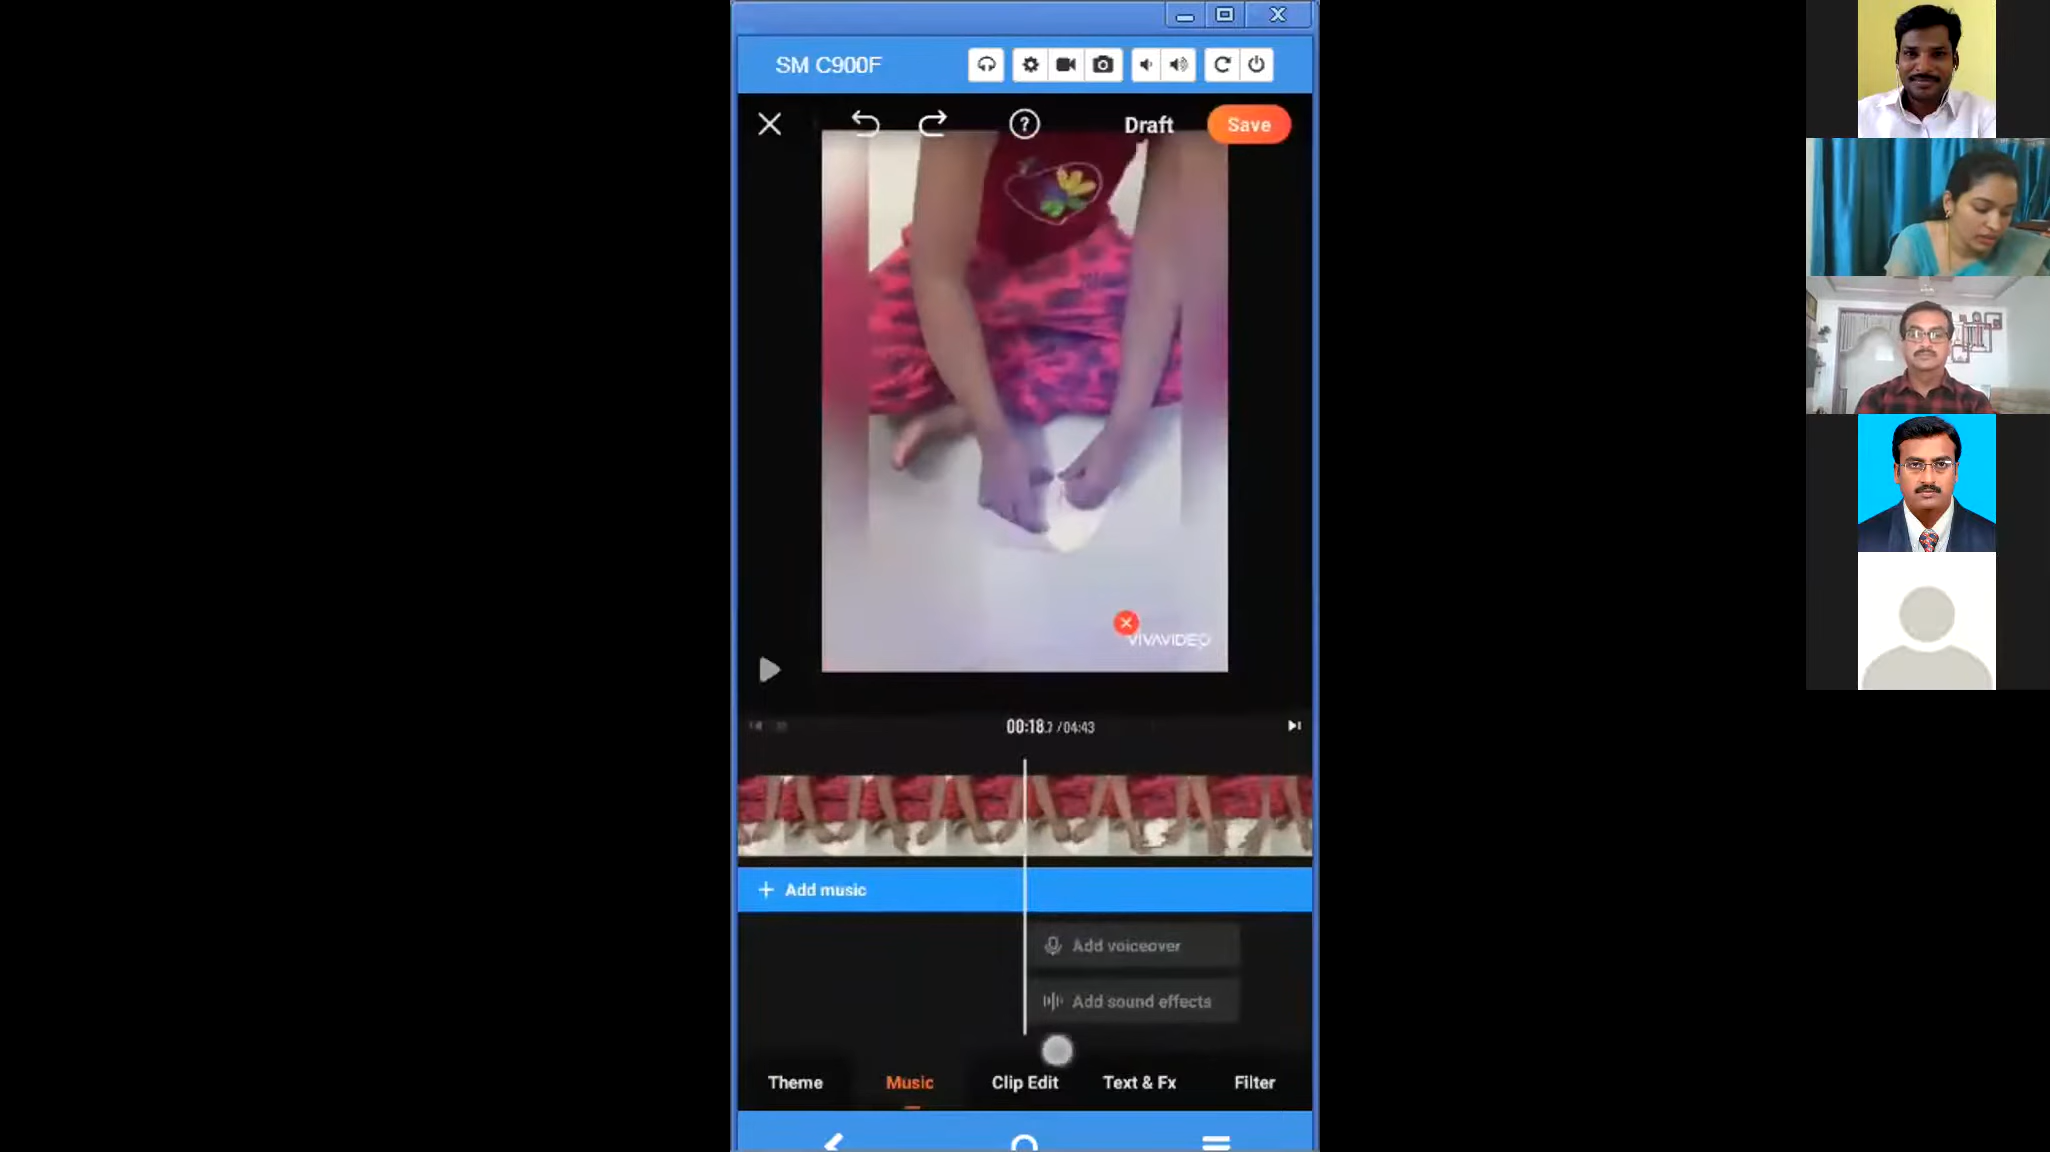 SM C900F
Draft
Save
VIVAVIDEO
00:18.0 /04:43
Add music
Add voiceover
Add sound effects
Theme
Music
Clip Edit
Text & Fx
Filter